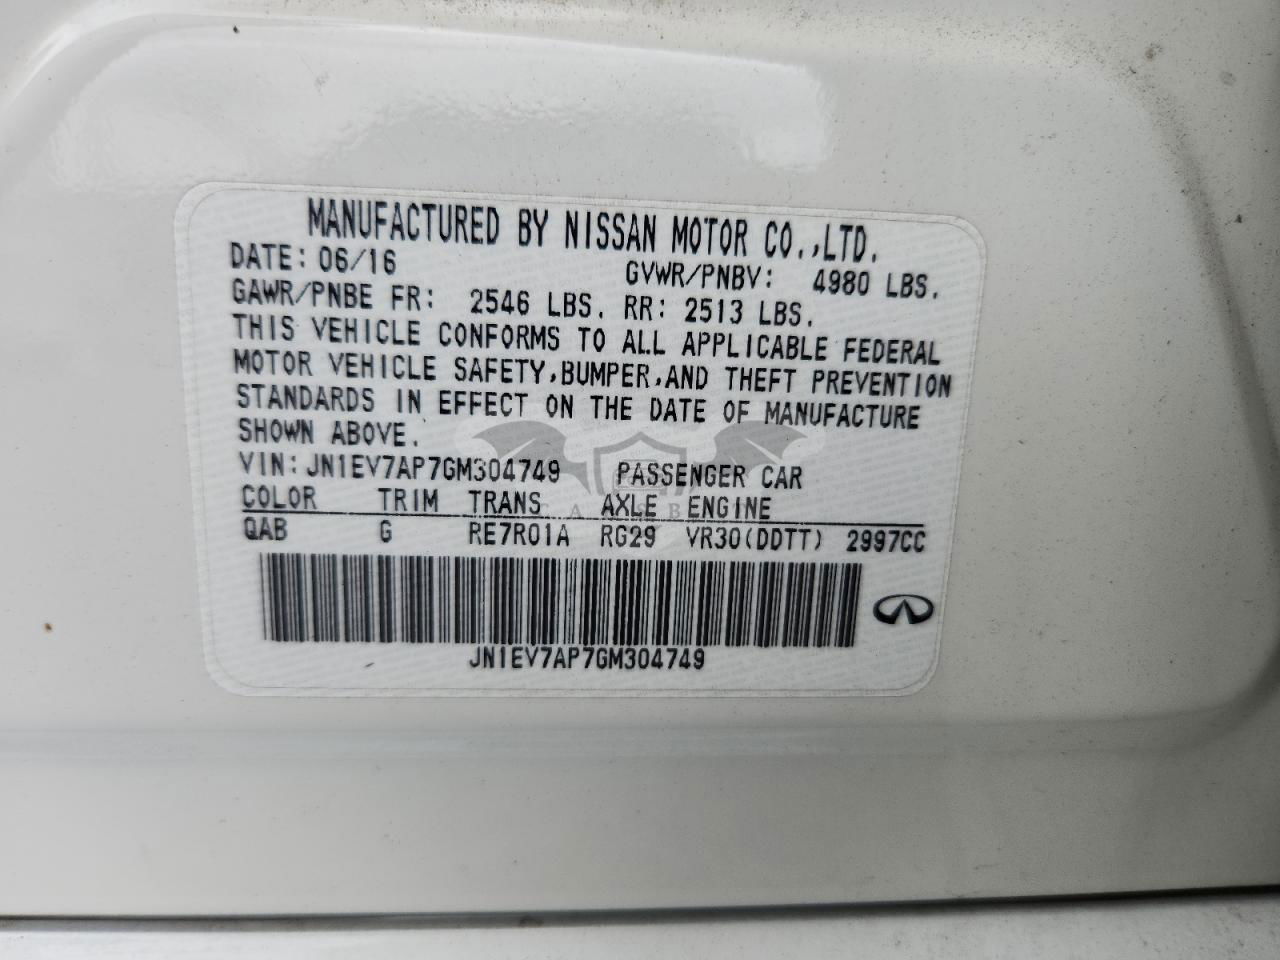 MANUFACTURED BY NISSAN MOTOR CO.,LTD.
DATE: 06/16 GVWR/PNBV: 4980 LBS.
GAWR/PNBE FR: 2546 LBS. RR: 2513 LBS.
THIS VEHICLE CONFORMS TO ALL APPLICABLE FEDERAL
MOTOR VEHICLE SAFETY,BUMPER,AND THEFT PREVENTION
STANDARDS IN EFFECT ON THE DATE OF MANUFACTURE
SHOWN ABOVE.
VIN: JN1EV7AP7GM304749 PASSENGER CAR
COLOR TRIM TRANS AXLE ENGINE
QAB G RE7R01A RG29 VR30(DDTT) 2997CC
JN1EV7AP7GM304749